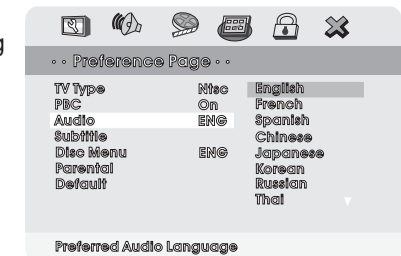 g
·· Preference Page ··
TV Type Ntsc English
PBC On French
Audio ENG Spanish
Subtitle Chinese
Disc Menu ENG Japanese
Parental Korean
Default Russian
Thai
Preferred Audio Language